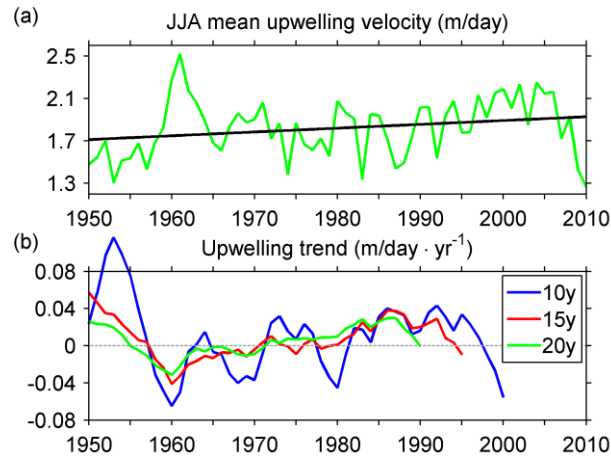 (a)
JJA mean upwelling velocity (m/day)
2.5
2.1
1.7
1.3
1950 1960 1970 1980 1990 2000 2010
(b)
Upwelling trend (m/day · yr⁻¹)
0.08
0.04
0
-0.04
-0.08
10y
15y
20y
1950 1960 1970 1980 1990 2000 2010